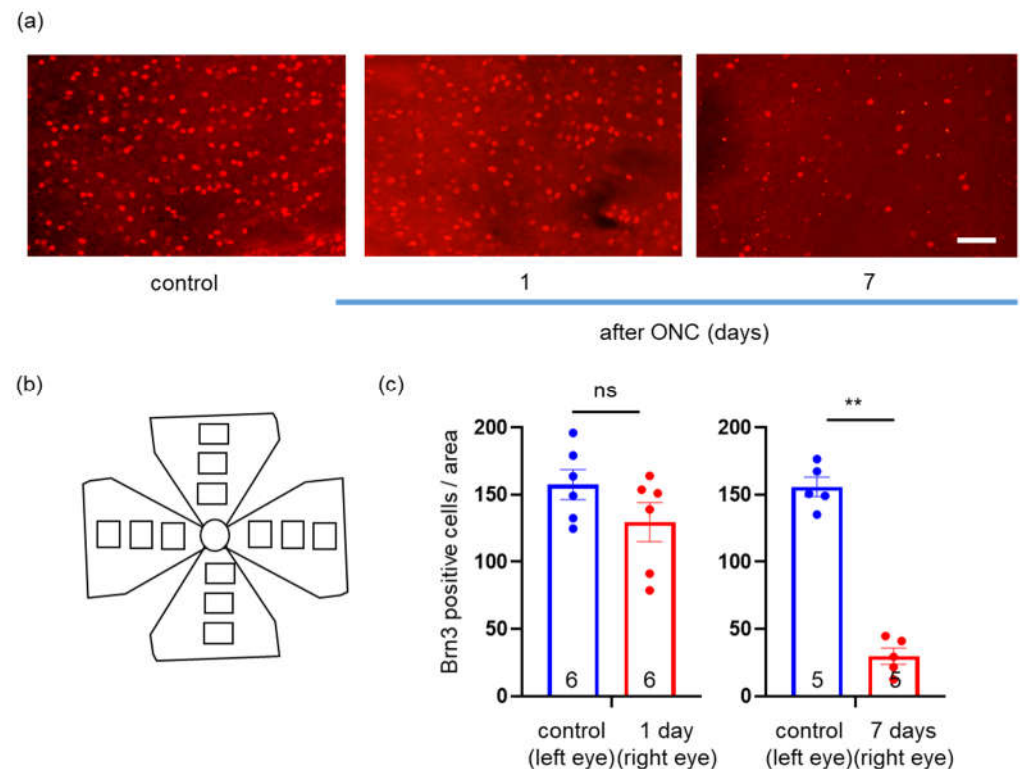 (a)
control
1
7
after ONC (days)
(b)
(c)
Brn3 positive cells / area
ns
200
150
100
50
0
6
6
control
(left eye)
1 day
(right eye)
**
200
150
100
50
0
5
5
control
(left eye)
7 days
(right eye)